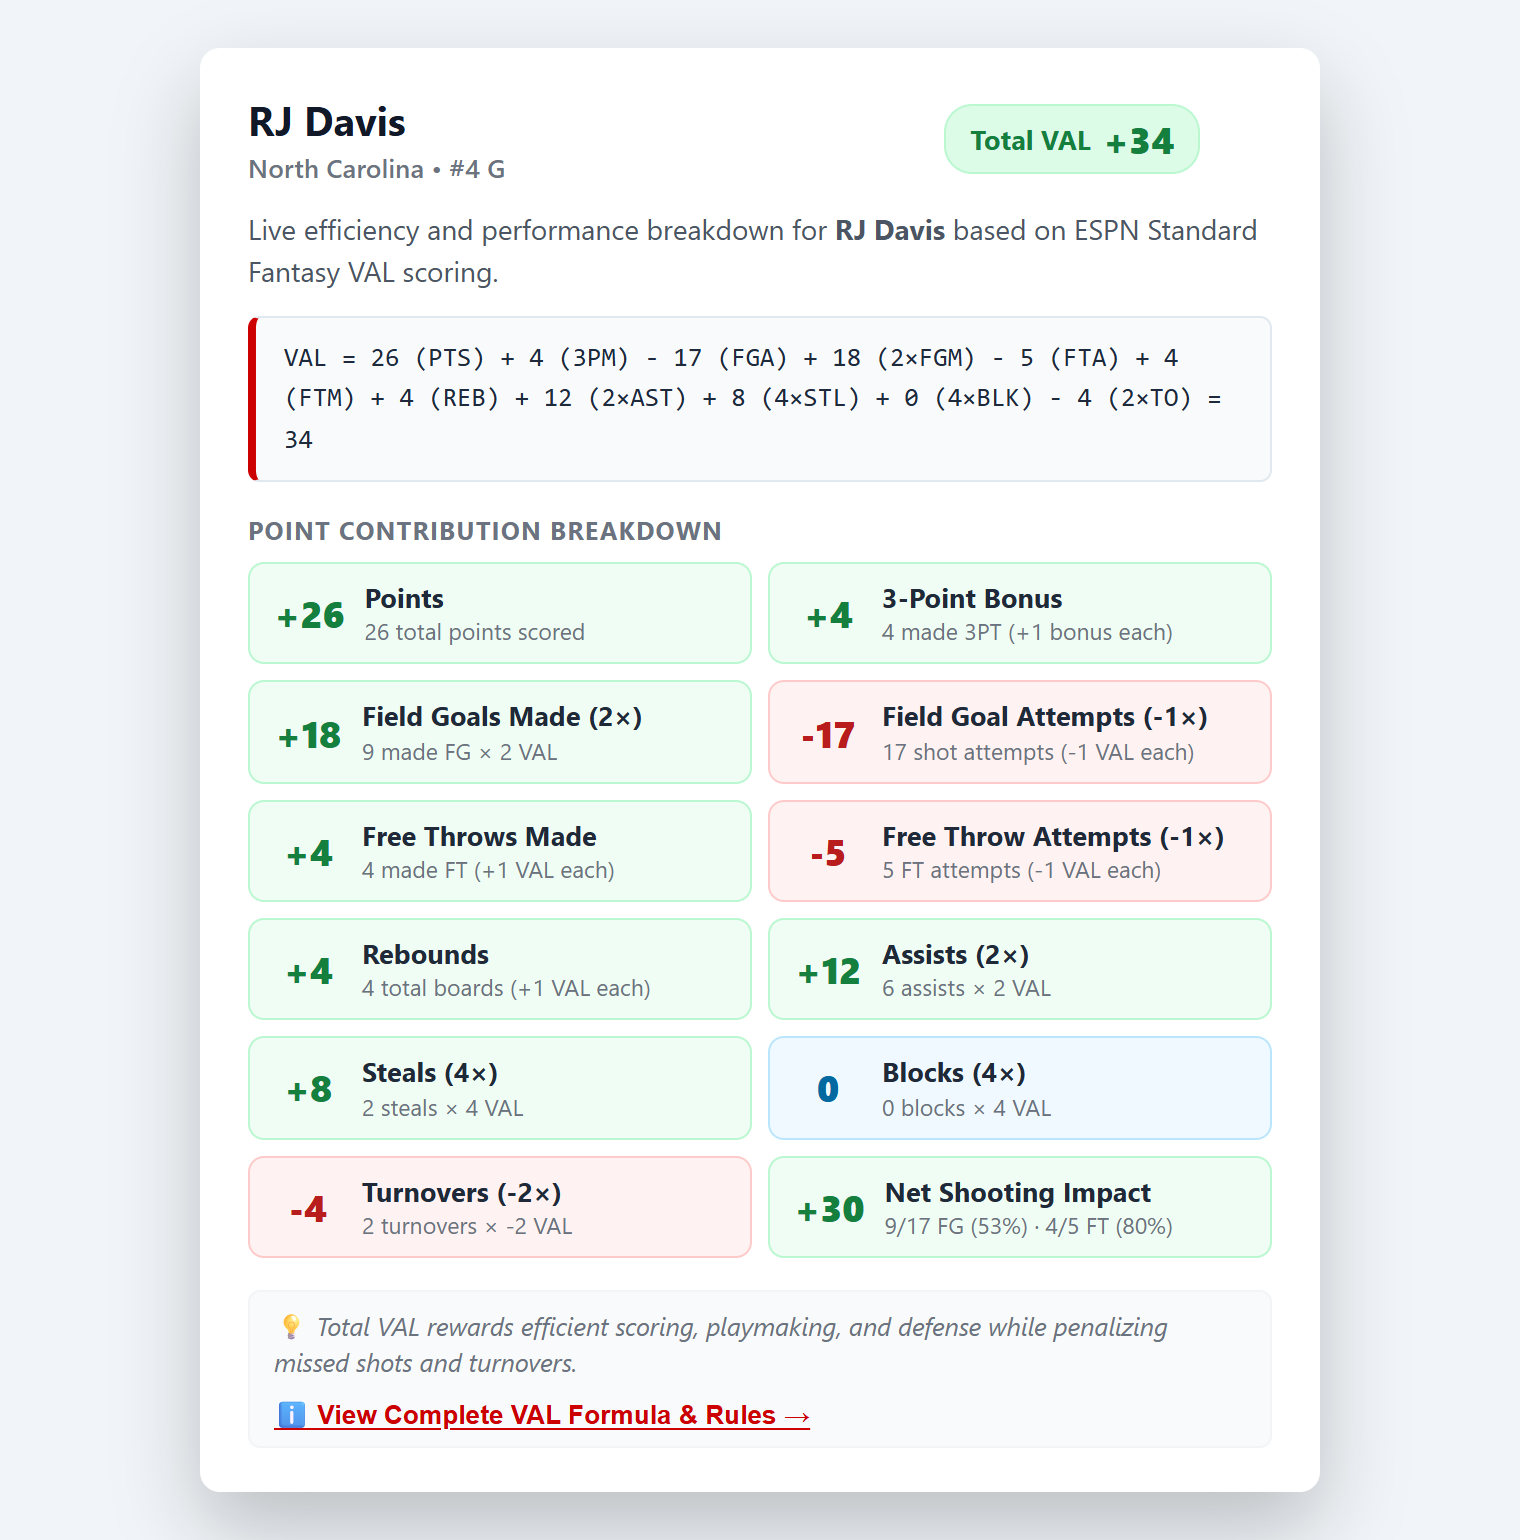 RJ Davis
Total VAL +34
North Carolina • #4 G
Live efficiency and performance breakdown for RJ Davis based on ESPN Standard
Fantasy VAL scoring.
VAL = 26 (PTS) + 4 (3PM) - 17 (FGA) + 18 (2×FGM) - 5 (FTA) + 4
(FTM) + 4 (REB) + 12 (2×AST) + 8 (4×STL) + 0 (4×BLK) - 4 (2×TO) =
34
POINT CONTRIBUTION BREAKDOWN
+26
Points
26 total points scored
+4
3-Point Bonus
4 made 3PT (+1 bonus each)
+18
Field Goals Made (2×)
9 made FG × 2 VAL
-17
Field Goal Attempts (-1×)
17 shot attempts (-1 VAL each)
+4
Free Throws Made
4 made FT (+1 VAL each)
-5
Free Throw Attempts (-1×)
5 FT attempts (-1 VAL each)
+4
Rebounds
4 total boards (+1 VAL each)
+12
Assists (2×)
6 assists × 2 VAL
+8
Steals (4×)
2 steals × 4 VAL
0
Blocks (4×)
0 blocks × 4 VAL
-4
Turnovers (-2×)
2 turnovers × -2 VAL
+30
Net Shooting Impact
9/17 FG (53%) · 4/5 FT (80%)
💡 Total VAL rewards efficient scoring, playmaking, and defense while penalizing
missed shots and turnovers.
ℹ️ View Complete VAL Formula & Rules →